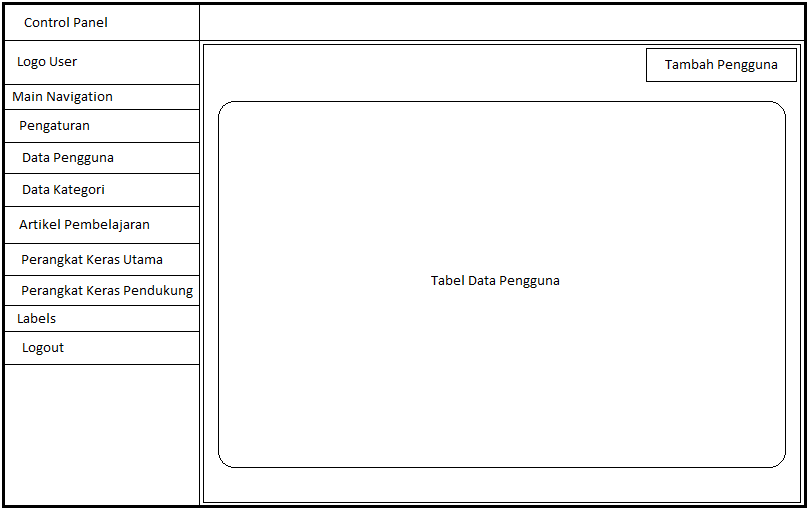 Control Panel
Logo User
Tambah Pengguna
Main Navigation
Pengaturan
Data Pengguna
Data Kategori
Artikel Pembelajaran
Perangkat Keras Utama
Perangkat Keras Pendukung
Labels
Logout
Tabel Data Pengguna